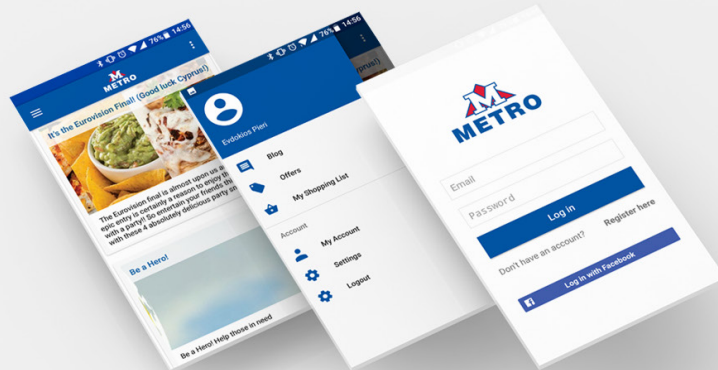 76% 14:56
METRO
It's the Eurovision Final! (Good luck Cyprus!)
The Eurovision final is almost upon us
epic entry is certainly a reason to enjoy
with a party!! So entertain your friends
with these 4 absolutely delicious party
Be a Hero!
Be a Hero! Help those in need
76% 14:56
Evdokios Pieri
Blog
Offers
My Shopping List
Account
My Account
Settings
Logout
METRO
Email
Password
Log in
Don't have an account? Register here
Log in with Facebook